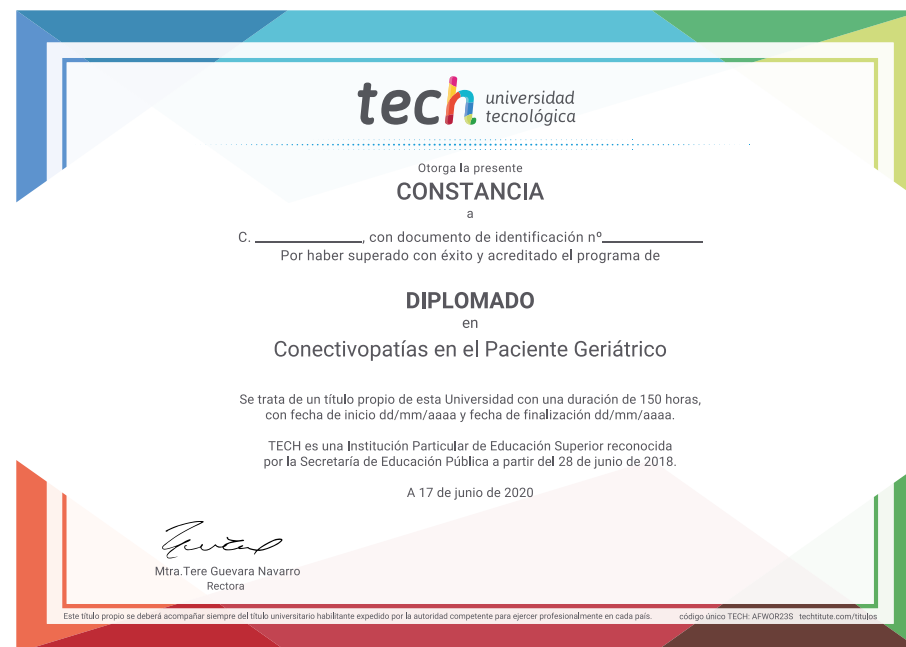 tech universidad
tecnológica
Otorga la presente
CONSTANCIA
a
C. ____________, con documento de identificación nº____________
Por haber superado con éxito y acreditado el programa de
DIPLOMADO
en
Conectivopatías en el Paciente Geriátrico
Se trata de un título propio de esta Universidad con una duración de 150 horas,
con fecha de inicio dd/mm/aaaa y fecha de finalización dd/mm/aaaa.
TECH es una Institución Particular de Educación Superior reconocida
por la Secretaría de Educación Pública a partir del 28 de junio de 2018.
A 17 de junio de 2020
Mtra.Tere Guevara Navarro
Rectora
Este título propio se deberá acompañar siempre del título universitario habilitante expedido por la autoridad competente para ejercer profesionalmente en cada país. código único TECH: AFWOR23S techtitute.com/titulos